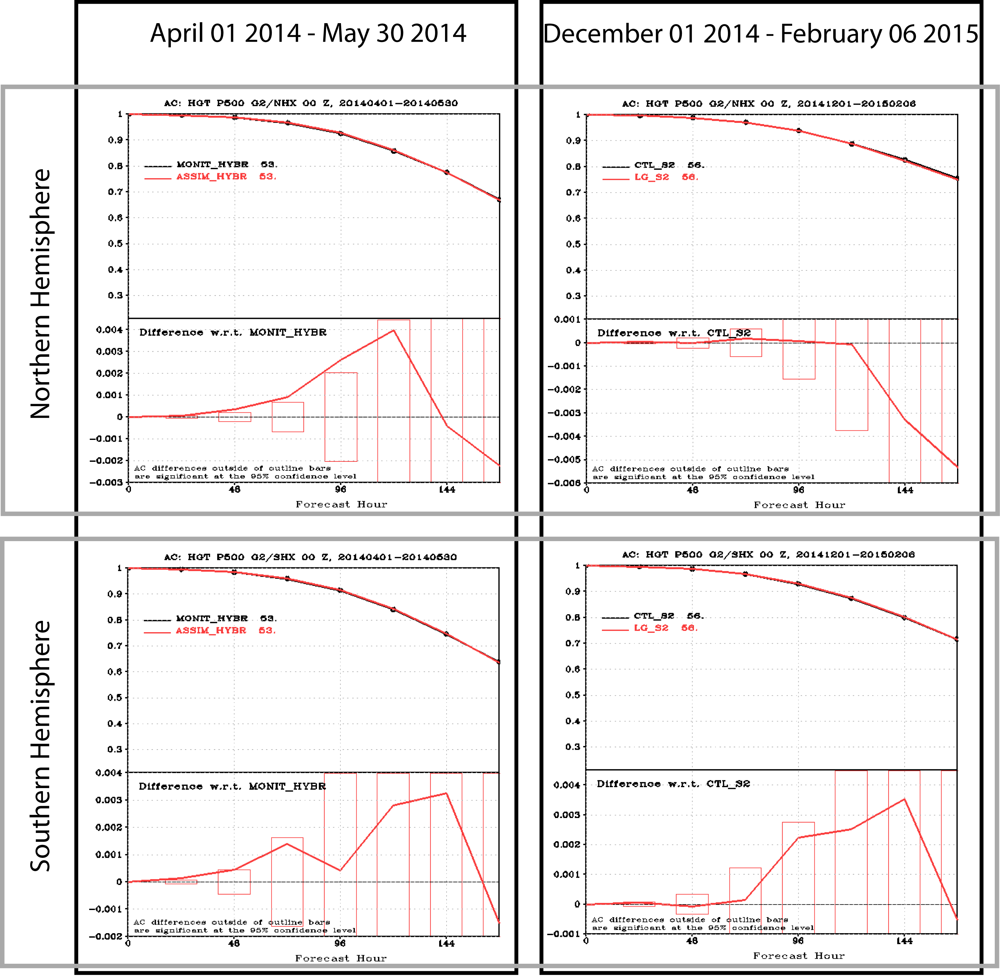 April 01 2014 - May 30 2014
December 01 2014 - February 06 2015
Northern Hemisphere
AC: HGT P500 G2/NHX 00 Z, 20140401-20140530
1
0.9
0.8
0.7
0.6
0.5
0.4
0.3
MONIT_HYBR 53.
ASSIM_HYBR 53.
0.004
0.003
0.002
0.001
0
-0.001
-0.002
-0.003
Difference w.r.t. MONIT_HYBR
AC differences outside of outline bars
are significant at the 95% confidence level
0 48 96 144
Forecast Hour
AC: HGT P500 G2/NHX 00 Z, 20141201-20150206
1
0.9
0.8
0.7
0.6
0.5
0.4
0.3
CTL_S2 56.
LG_S2 56.
0.001
0
-0.001
-0.002
-0.003
-0.004
-0.005
-0.006
Difference w.r.t. CTL_S2
AC differences outside of outline bars
are significant at the 95% confidence level
0 48 96 144
Forecast Hour
Southern Hemisphere
AC: HGT P500 G2/SHX 00 Z, 20140401-20140530
1
0.9
0.8
0.7
0.6
0.5
0.4
0.3
MONIT_HYBR 53.
ASSIM_HYBR 53.
0.004
0.003
0.002
0.001
0
-0.001
-0.002
Difference w.r.t. MONIT_HYBR
AC differences outside of outline bars
are significant at the 95% confidence level
0 48 96 144
Forecast Hour
AC: HGT P500 G2/SHX 00 Z, 20141201-20150206
1
0.9
0.8
0.7
0.6
0.5
0.4
0.3
CTL_S2 56.
LG_S2 56.
0.004
0.003
0.002
0.001
0
-0.001
Difference w.r.t. CTL_S2
AC differences outside of outline bars
are significant at the 95% confidence level
0 48 96 144
Forecast Hour